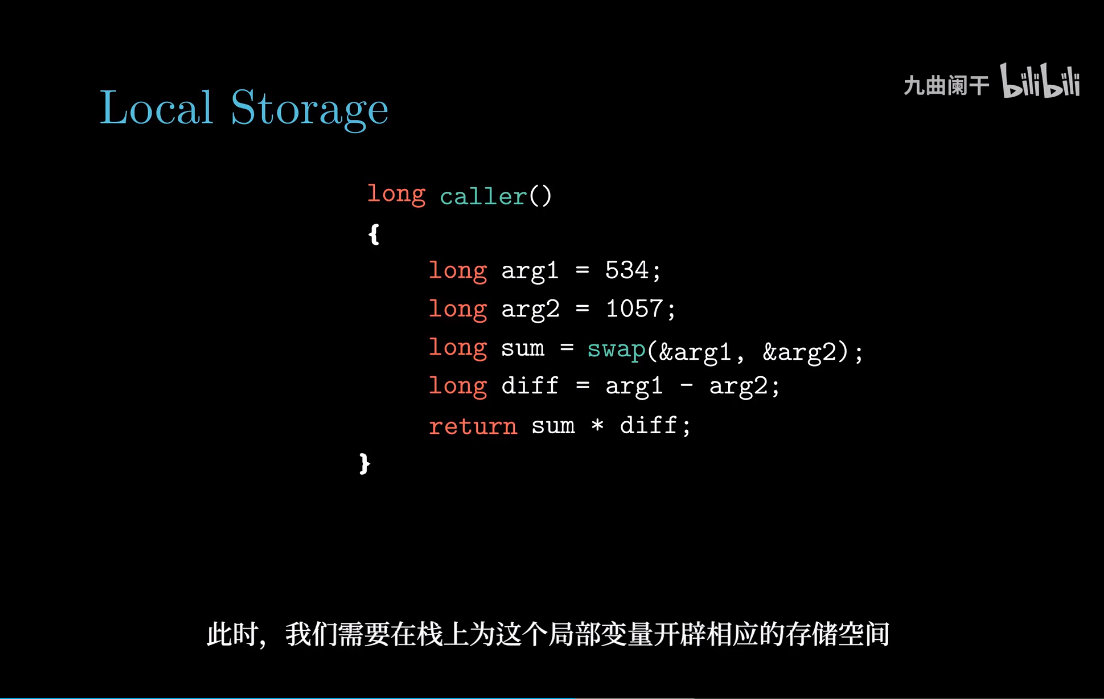 九曲阑干 bilibili
Local Storage
long caller()
{
long arg1 = 534;
long arg2 = 1057;
long sum = swap(&arg1, &arg2);
long diff = arg1 - arg2;
return sum * diff;
}
此时，我们需要在栈上为这个局部变量开辟相应的存储空间